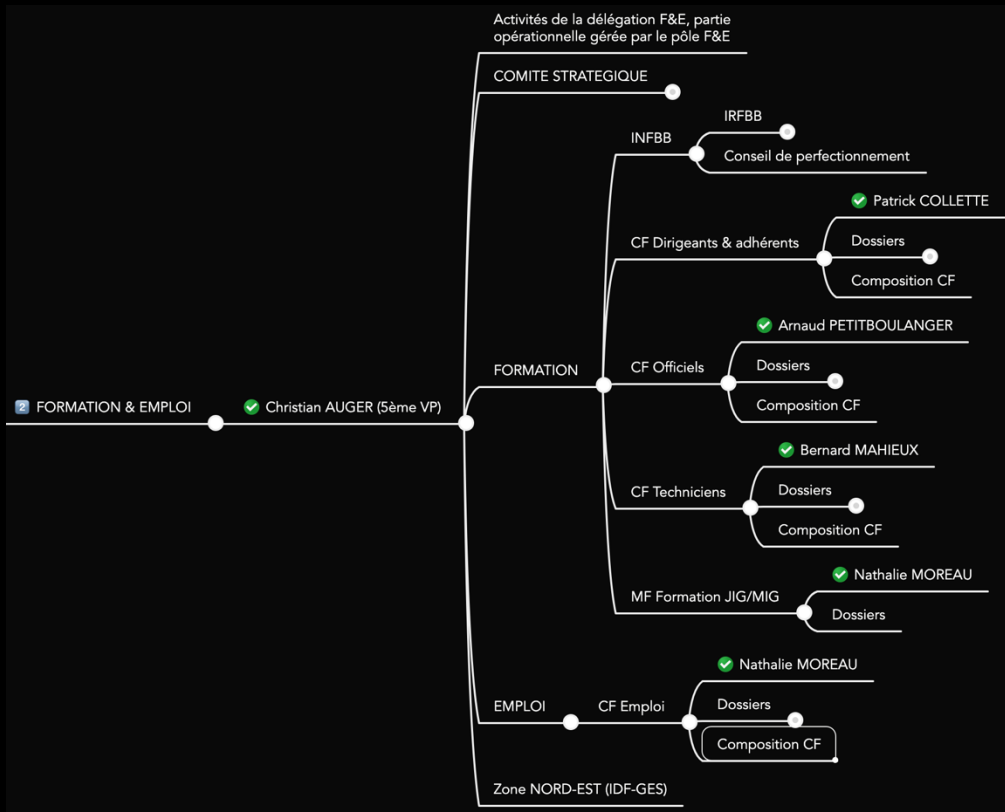 Activités de la délégation F&E, partie
opérationnelle gérée par le pôle F&E
COMITE STRATEGIQUE
IRFBB
INFBB
Conseil de perfectionnement
Patrick COLLETTE
CF Dirigeants & adhérents
Dossiers
Composition CF
Arnaud PETITBOULANGER
FORMATION
CF Officiels
Dossiers
Composition CF
2 FORMATION & EMPLOI
Christian AUGER (5ème VP)
Bernard MAHIEUX
CF Techniciens
Dossiers
Composition CF
Nathalie MOREAU
MF Formation JIG/MIG
Dossiers
Nathalie MOREAU
EMPLOI
CF Emploi
Dossiers
Composition CF
Zone NORD-EST (IDF-GES)